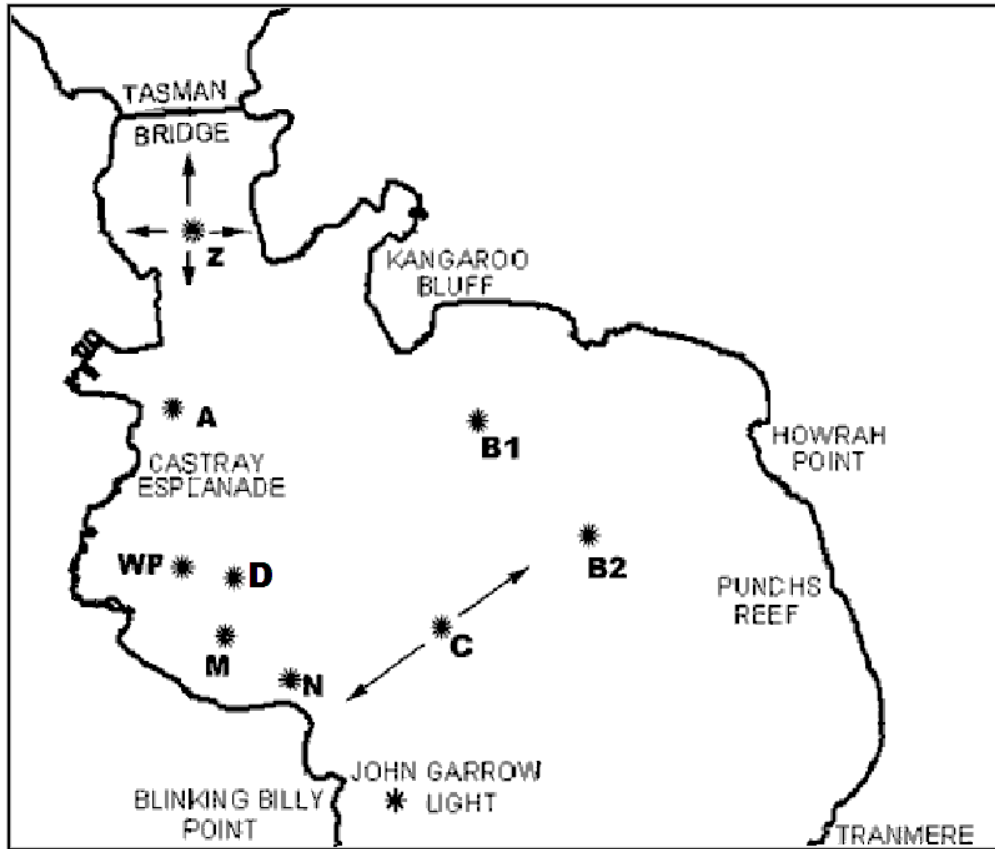 TASMAN
BRIDGE
Z
KANGAROO
BLUFF
A
B1
HOWRAH
POINT
CASTRAY
ESPLANADE
WP
D
B2
PUNCHS
REEF
M
C
N
JOHN GARROW
LIGHT
BLINKING BILLY
POINT
TRANMERE